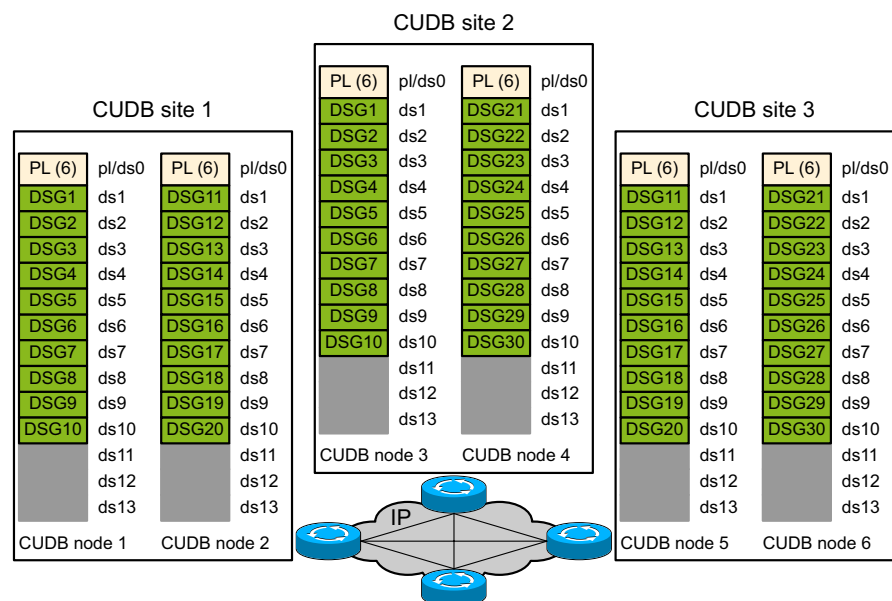 CUDB site 2
PL (6) pl/ds0 PL (6) pl/ds0
DSG1 ds1 DSG21 ds1
DSG2 ds2 DSG22 ds2
DSG3 ds3 DSG23 ds3
DSG4 ds4 DSG24 ds4
DSG5 ds5 DSG25 ds5
DSG6 ds6 DSG26 ds6
DSG7 ds7 DSG27 ds7
DSG8 ds8 DSG28 ds8
DSG9 ds9 DSG29 ds9
DSG10 ds10 DSG30 ds10
ds11 ds11
ds12 ds12
ds13 ds13
CUDB node 3 CUDB node 4
CUDB site 1
PL (6) pl/ds0 PL (6) pl/ds0
DSG1 ds1 DSG11 ds1
DSG2 ds2 DSG12 ds2
DSG3 ds3 DSG13 ds3
DSG4 ds4 DSG14 ds4
DSG5 ds5 DSG15 ds5
DSG6 ds6 DSG16 ds6
DSG7 ds7 DSG17 ds7
DSG8 ds8 DSG18 ds8
DSG9 ds9 DSG19 ds9
DSG10 ds10 DSG20 ds10
ds11 ds11
ds12 ds12
ds13 ds13
CUDB node 1 CUDB node 2
CUDB site 3
PL (6) pl/ds0 PL (6) pl/ds0
DSG11 ds1 DSG21 ds1
DSG12 ds2 DSG22 ds2
DSG13 ds3 DSG23 ds3
DSG14 ds4 DSG24 ds4
DSG15 ds5 DSG25 ds5
DSG16 ds6 DSG26 ds6
DSG17 ds7 DSG27 ds7
DSG18 ds8 DSG28 ds8
DSG19 ds9 DSG29 ds9
DSG20 ds10 DSG30 ds10
ds11 ds11
ds12 ds12
ds13 ds13
CUDB node 5 CUDB node 6
IP